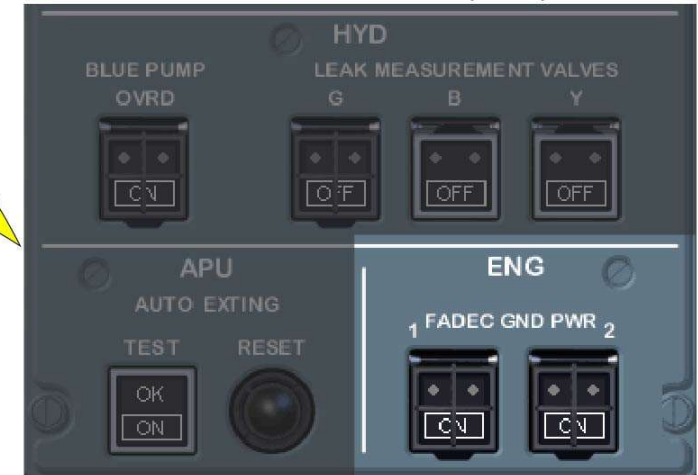 HYD
BLUE PUMP
LEAK MEASUREMENT VALVES
OVRD
G B Y
ON
OFF OFF OFF
APU
ENG
AUTO EXTING
1 FADEC GND PWR 2
TEST RESET
OK
ON
ON ON